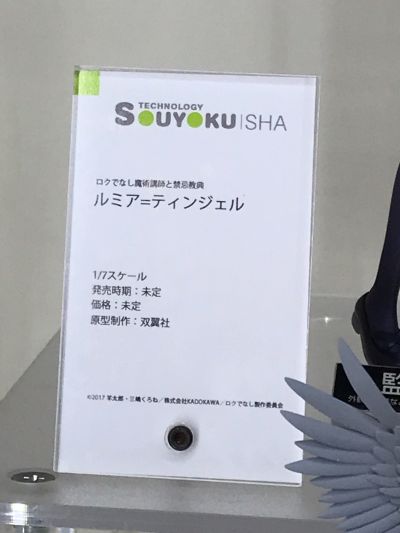 TECHNOLOGY
SOUYOKU|SHA
ロクでなし魔術講師と禁忌教典
ルミア=ティンジェル
1/7スケール
発売時期：未定
価格：未定
原型制作：双翼社
©2017 羊太郎・三嶋くろね／株式会社KADOKAWA／ロクでなし製作委員会
監